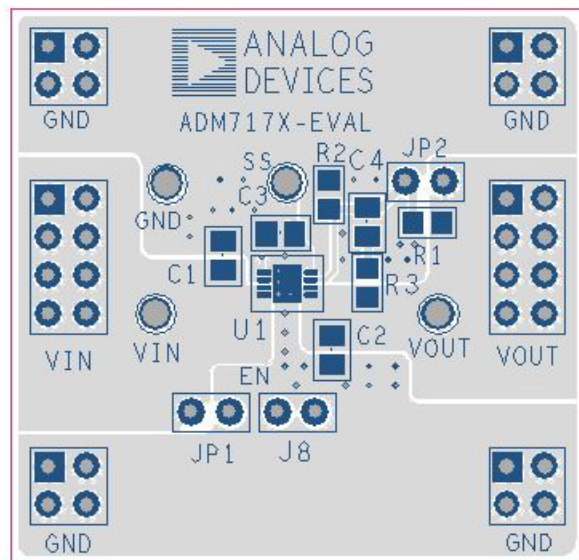 ANALOG
DEVICES
GND
GND
ADM717X-EVAL
SS
R2
C4
JP2
C3
GND
R1
C1
R3
U1
VIN
VIN
C2
VOUT
VOUT
EN
JP1
J8
GND
GND